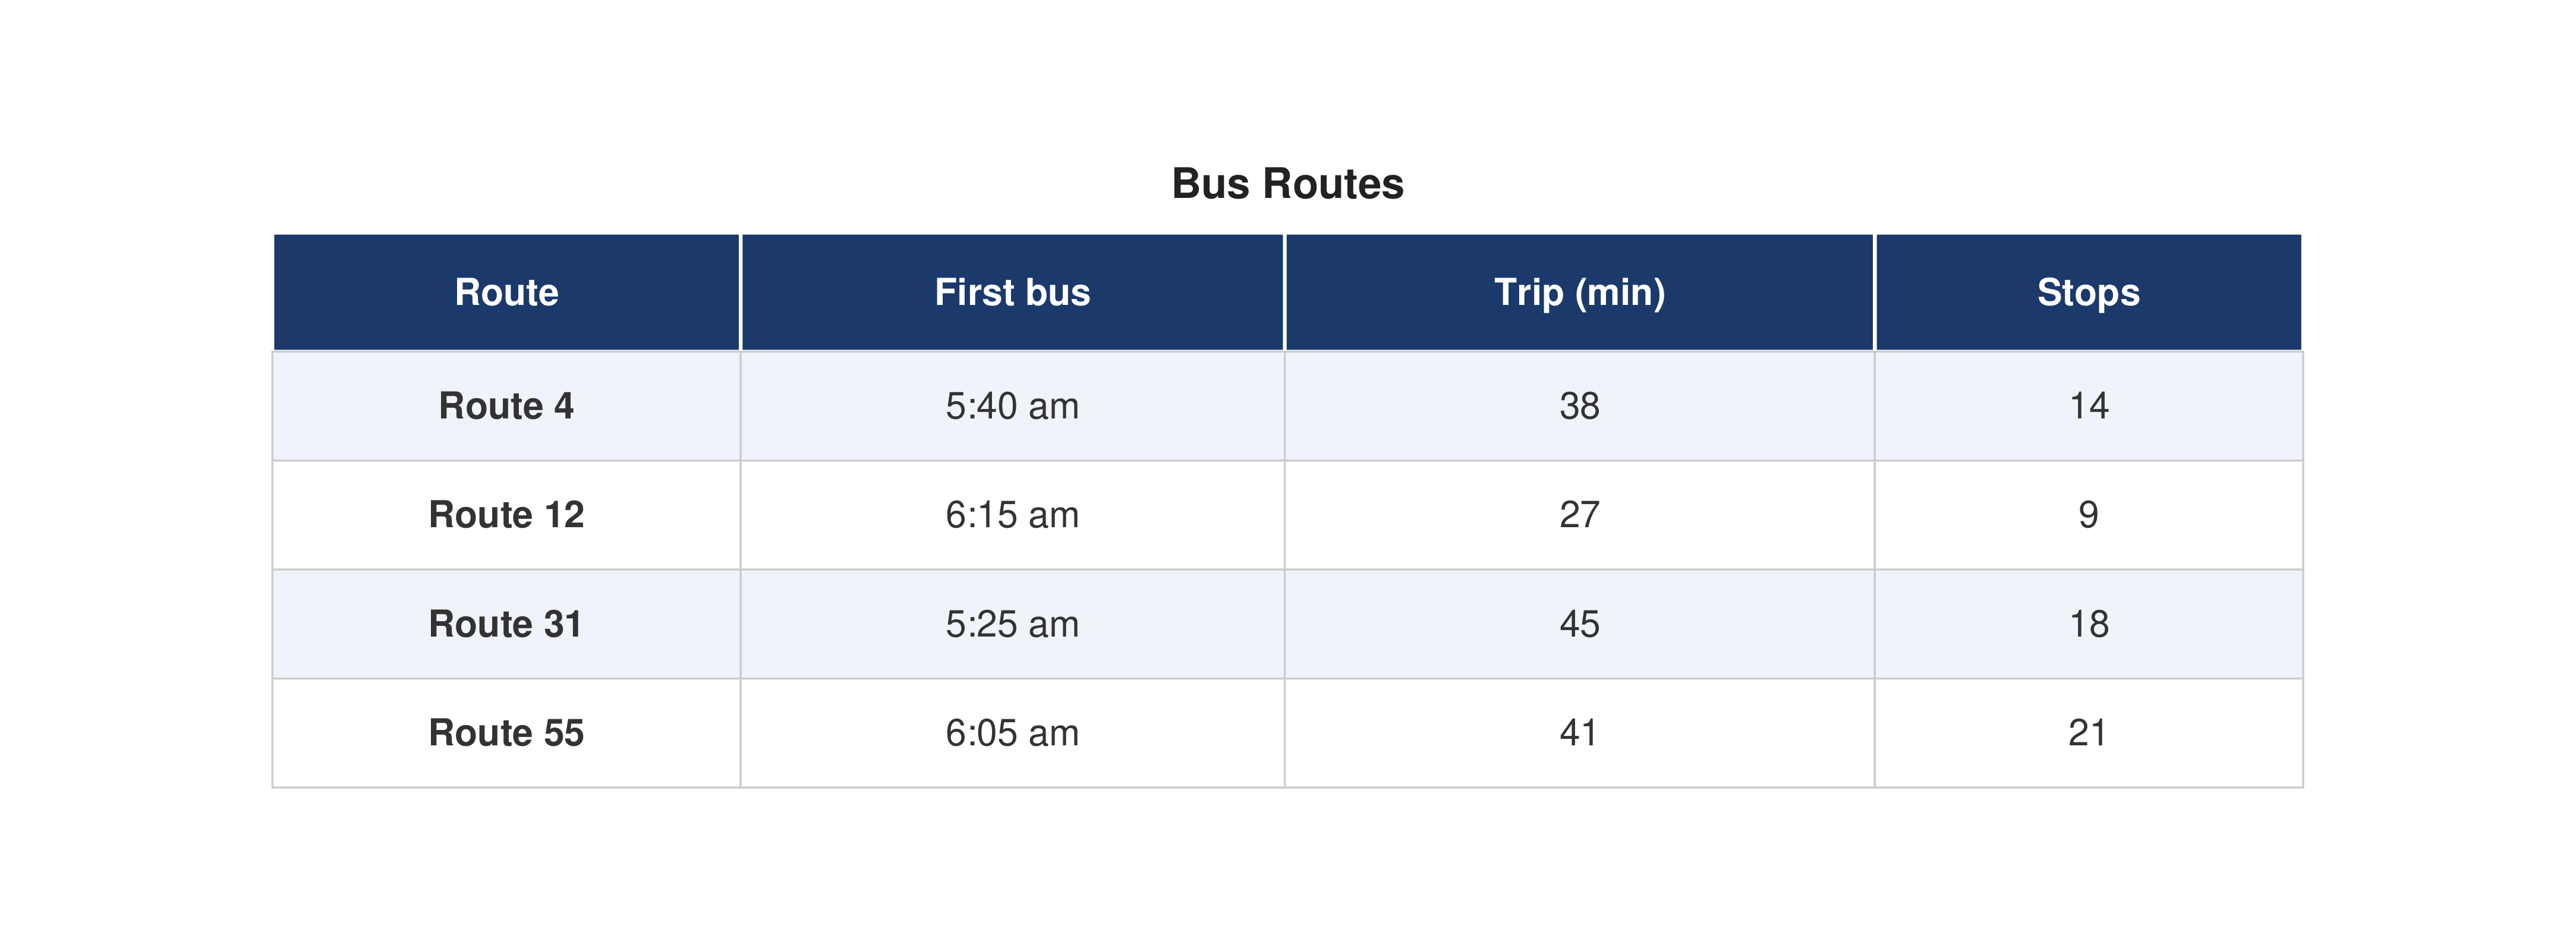 Bus Routes
Route First bus Trip (min) Stops
Route 4 5:40 am 38 14
Route 12 6:15 am 27 9
Route 31 5:25 am 45 18
Route 55 6:05 am 41 21